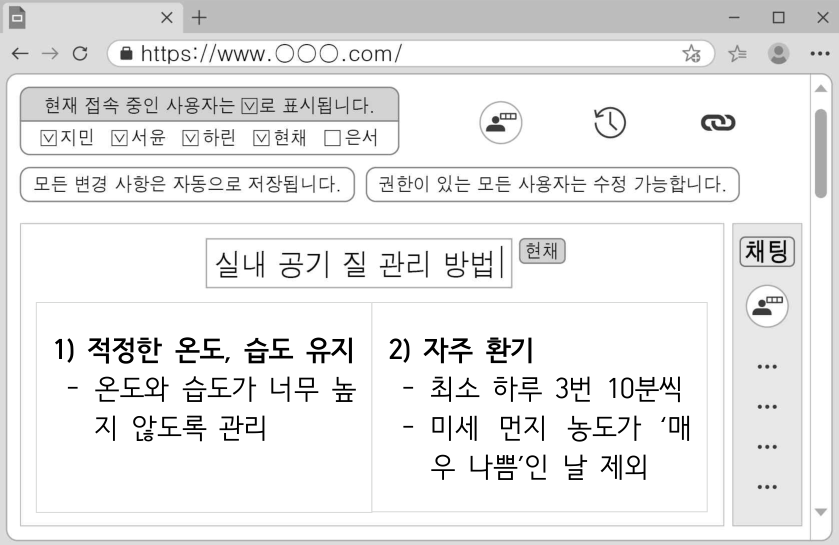 https://www.○○○.com/
현재 접속 중인 사용자는 ☑로 표시됩니다.
☑지민 ☑서윤 ☑하린 ☑현채 □은서
모든 변경 사항은 자동으로 저장됩니다. 권한이 있는 모든 사용자는 수정 가능합니다.
실내 공기 질 관리 방법 현채
채팅
1) 적정한 온도, 습도 유지
- 온도와 습도가 너무 높
지 않도록 관리
2) 자주 환기
- 최소 하루 3번 10분씩
- 미세 먼지 농도가 ‘매
우 나쁨’인 날 제외
…
…
…
…